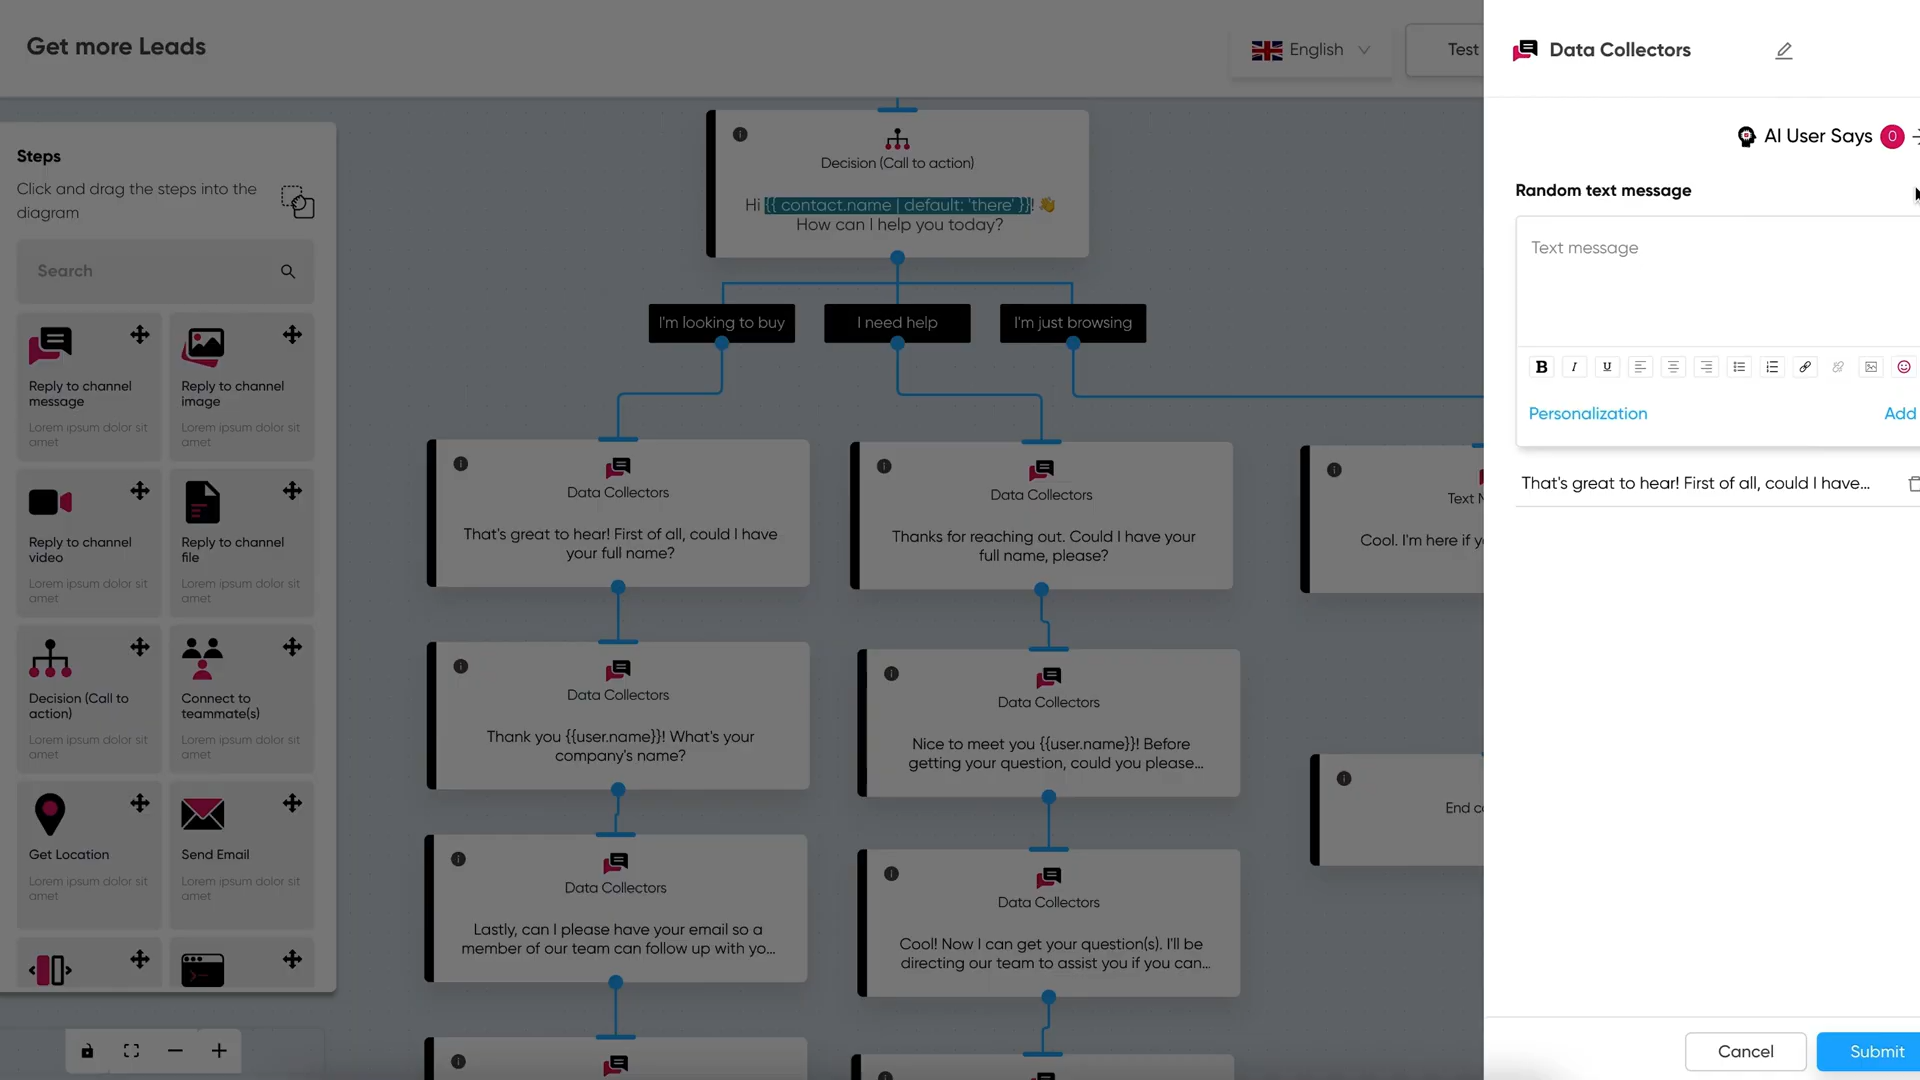 Get more Leads
English
Test
Data Collectors
AI User Says 0
Random text message
Text message
B I U
Personalization
Add
That's great to hear! First of all, could I have...
Cancel
Submit
Steps
Click and drag the steps into the
diagram
Search
Reply to channel
message
Lorem ipsum dolor sit
amet
Reply to channel
image
Lorem ipsum dolor sit
amet
Reply to channel
video
Lorem ipsum dolor sit
amet
Reply to channel
file
Lorem ipsum dolor sit
amet
Decision (Call to
action)
Lorem ipsum dolor sit
amet
Connect to
teammate(s)
Lorem ipsum dolor sit
amet
Get Location
Lorem ipsum dolor sit
amet
Send Email
Lorem ipsum dolor sit
amet
Decision (Call to action)
Hi {{ contact.name | default: 'there' }}! 👋
How can I help you today?
I'm looking to buy
I need help
I'm just browsing
Data Collectors
That's great to hear! First of all, could I have
your full name?
Data Collectors
Thanks for reaching out. Could I have your
full name, please?
Cool. I'm here if
Data Collectors
Thank you {{user.name}}! What's your
company's name?
Data Collectors
Nice to meet you {{user.name}}! Before
getting your question, could you please...
End
Data Collectors
Lastly, can I please have your email so a
member of our team can follow up with yo...
Data Collectors
Cool! Now I can get your question(s). I'll be
directing our team to assist you if you can...